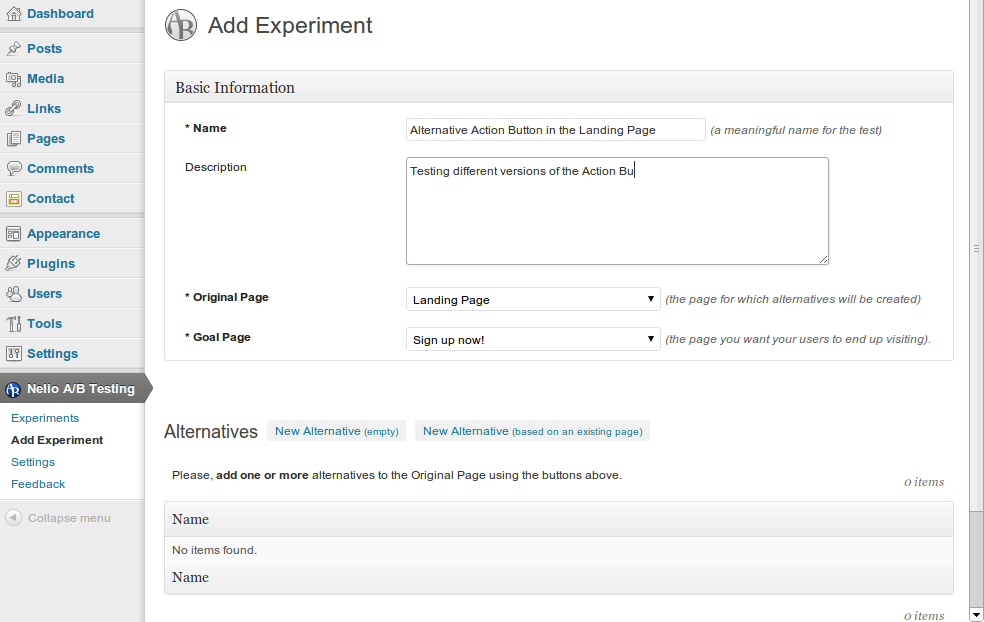 Dashboard
Posts
Media
Links
Pages
Comments
Contact
Appearance
Plugins
Users
Tools
Settings
Nelio A/B Testing
Experiments
Add Experiment
Settings
Feedback
Collapse menu
AB Add Experiment
Basic Information
* Name Alternative Action Button in the Landing Page (a meaningful name for the test)
Description Testing different versions of the Action Bu
* Original Page Landing Page (the page for which alternatives will be created)
* Goal Page Sign up now! (the page you want your users to end up visiting).
Alternatives New Alternative (empty) New Alternative (based on an existing page)
Please, add one or more alternatives to the Original Page using the buttons above.
0 items
Name
No items found.
Name
0 items